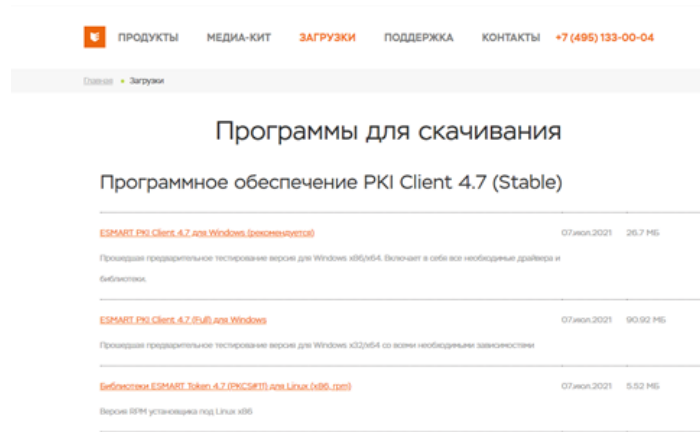 ПРОДУКТЫ МЕДИА-КИТ ЗАГРУЗКИ ПОДДЕРЖКА КОНТАКТЫ +7 (495) 133-00-04
Главная • Загрузки
Программы для скачивания
Программное обеспечение PKI Client 4.7 (Stable)
ESMART PKI Client 4.7 для Windows (рекомендуется) 07.июл.2021 26.7 МБ
Прошедшая предварительное тестирование версия для Windows x86/x64. Включает в себя все необходимые драйвера и
библиотеки.
ESMART PKI Client 4.7 (Full) для Windows 07.июл.2021 90.92 МБ
Прошедшая предварительное тестирование версия для Windows x32/x64 со всеми необходимыми зависимостями
Библиотеки ESMART Token 4.7 (PKCS#11) для Linux (x86, rpm) 07.июл.2021 5.52 МБ
Версия RPM установщика под Linux x86